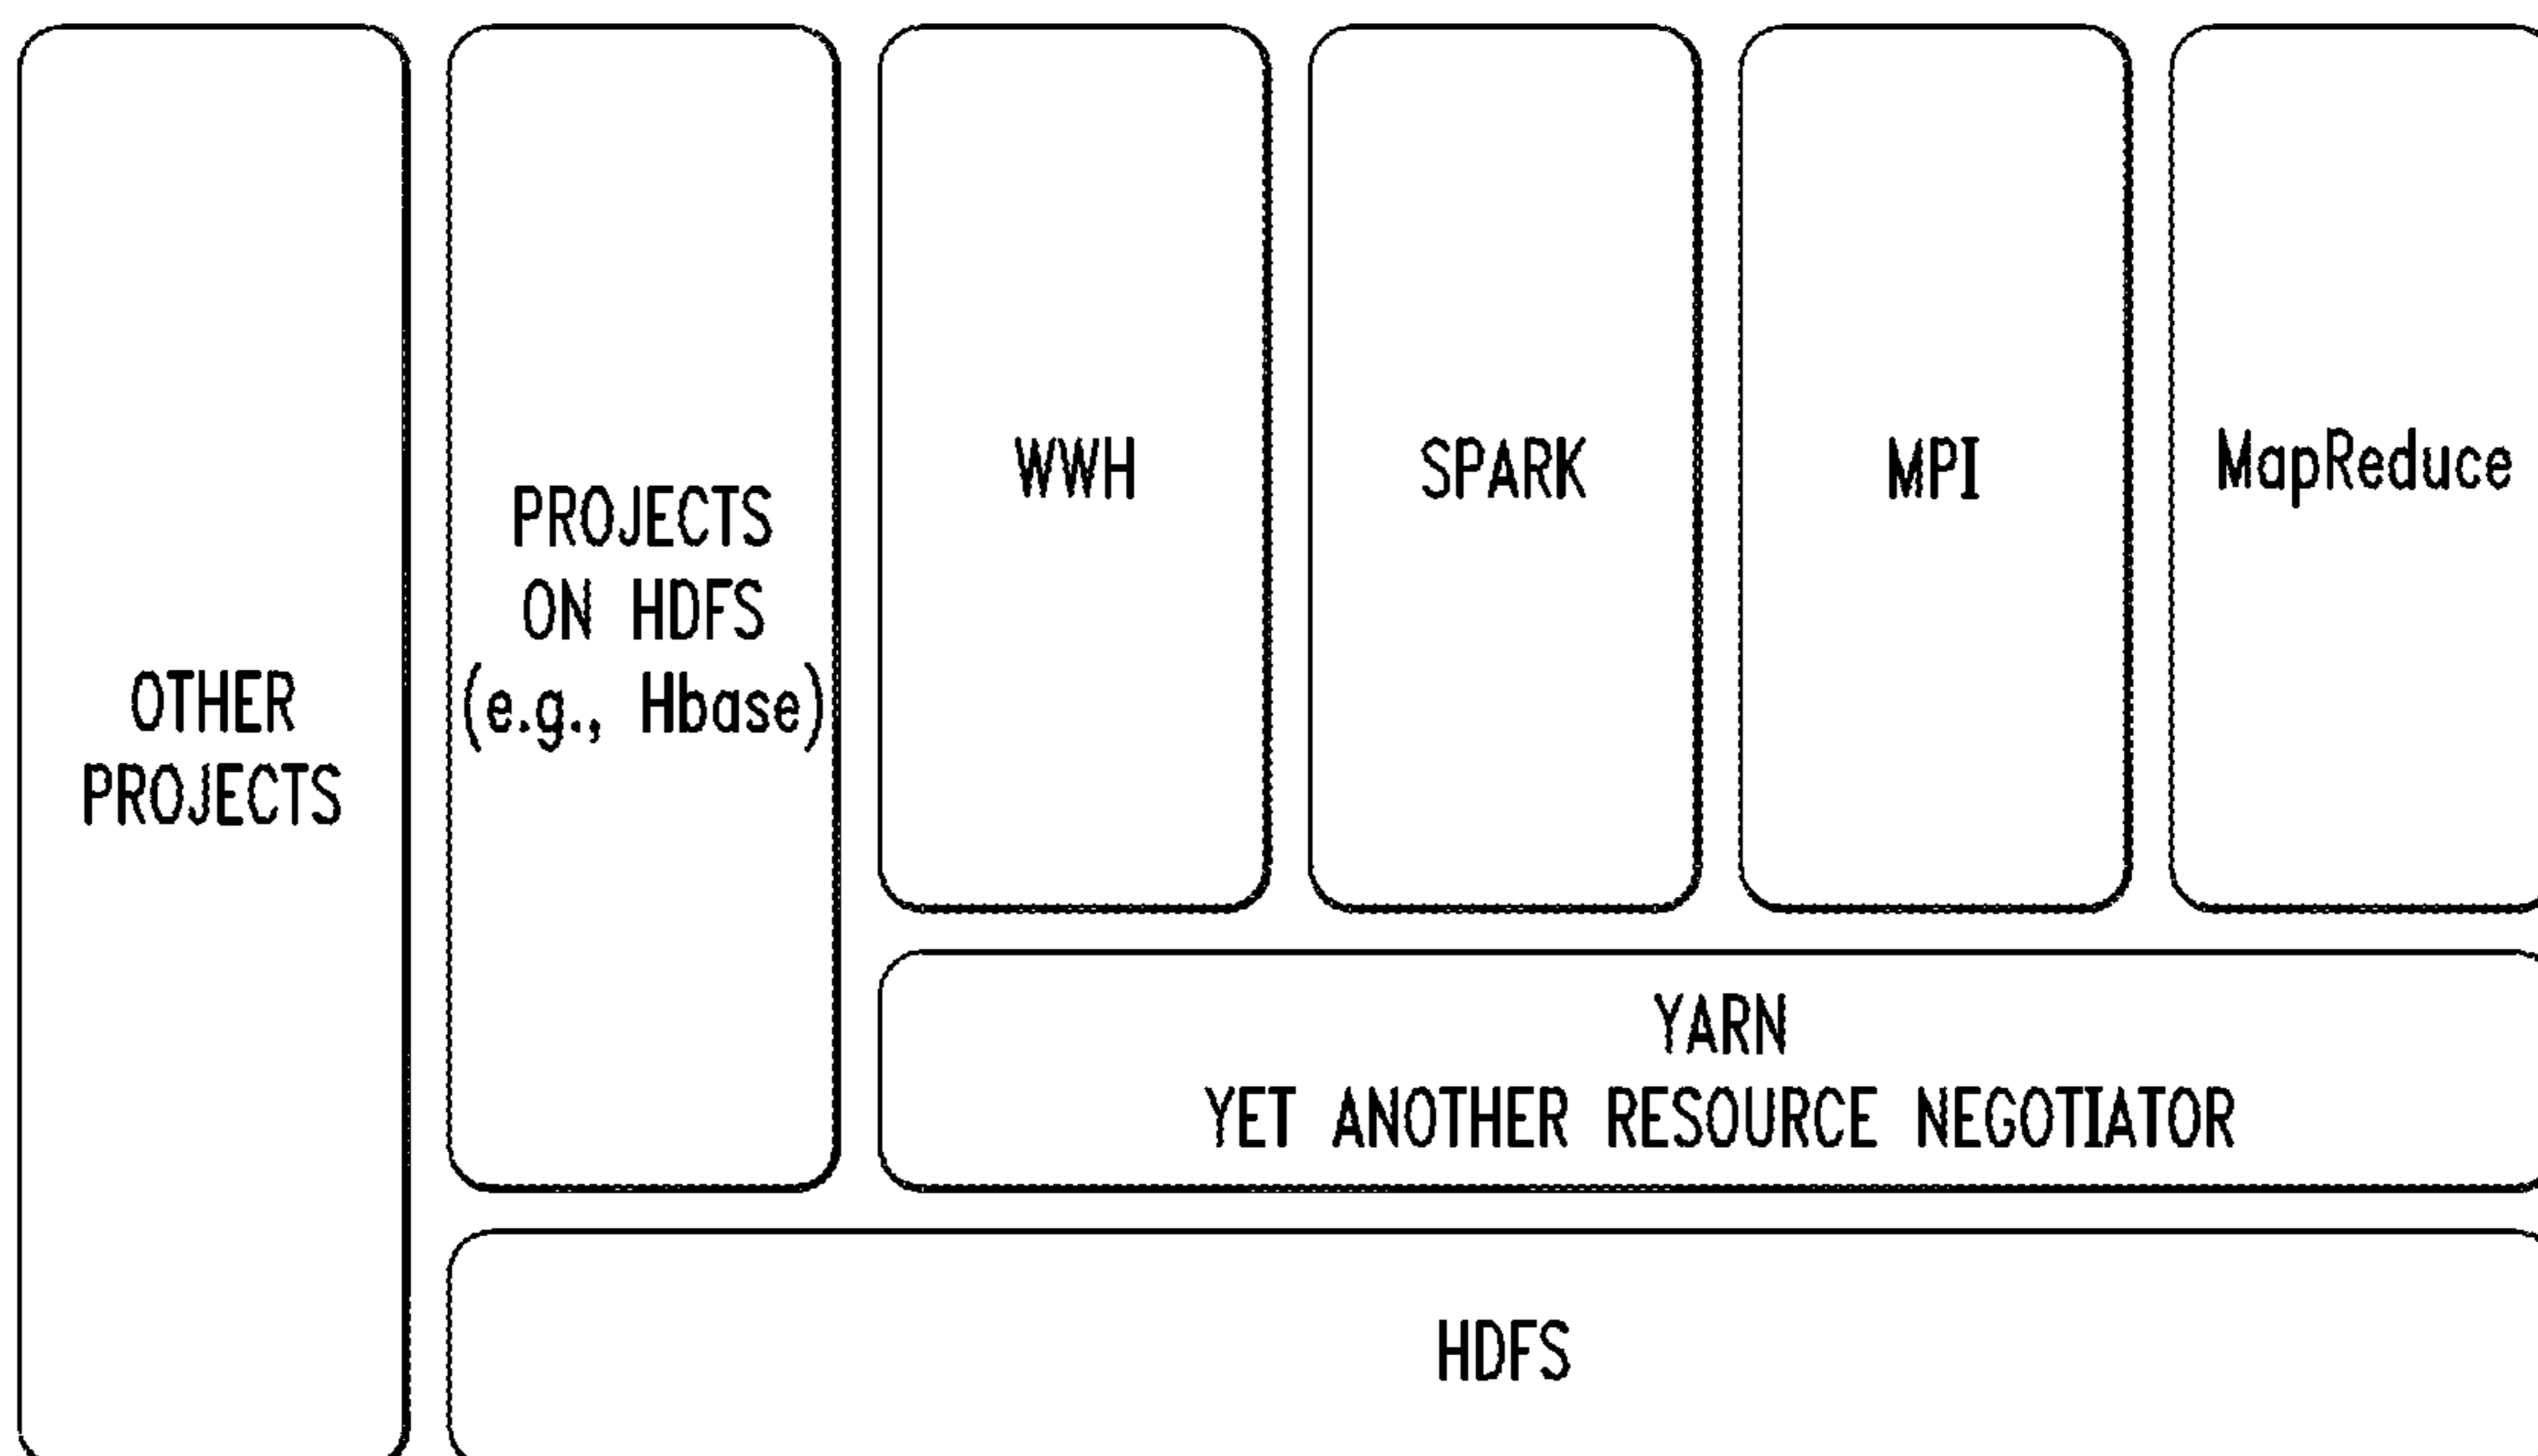 OTHER
PROJECTS
PROJECTS
ON HDFS
(e.g., Hbase)
WWH
SPARK
MPI
MapReduce
YARN
YET ANOTHER RESOURCE NEGOTIATOR
HDFS